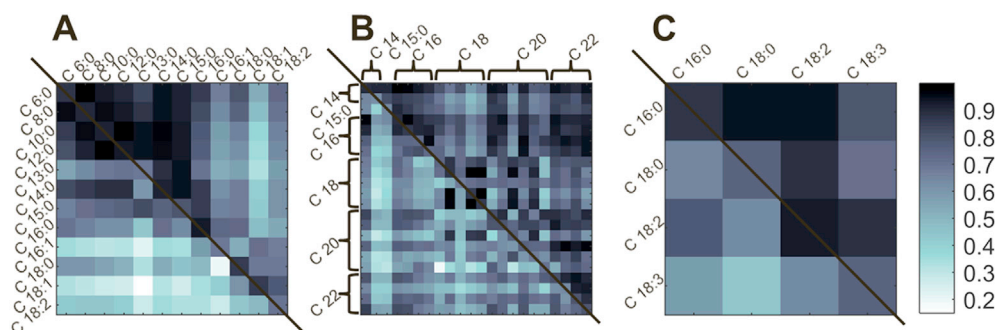 A
C 6:0
C 8:0
C 10:0
C 12:0
C 13:0
C 14:0
C 15:0
C 16:0
C 16:1
C 18:0
C 18:1
C 18:2
C 6:0
C 8:0
C 10:0
C 12:0
C 13:0
C 14:0
C 15:0
C 16:0
C 16:1
C 18:0
C 18:1
C 18:2
B
C 14
C 15:0
C 16
C 18
C 20
C 22
C 14
C 15:0
C 16
C 18
C 20
C 22
C
C 16:0
C 18:0
C 18:2
C 18:3
C 16:0
C 18:0
C 18:2
C 18:3
0.9
0.8
0.7
0.6
0.5
0.4
0.3
0.2